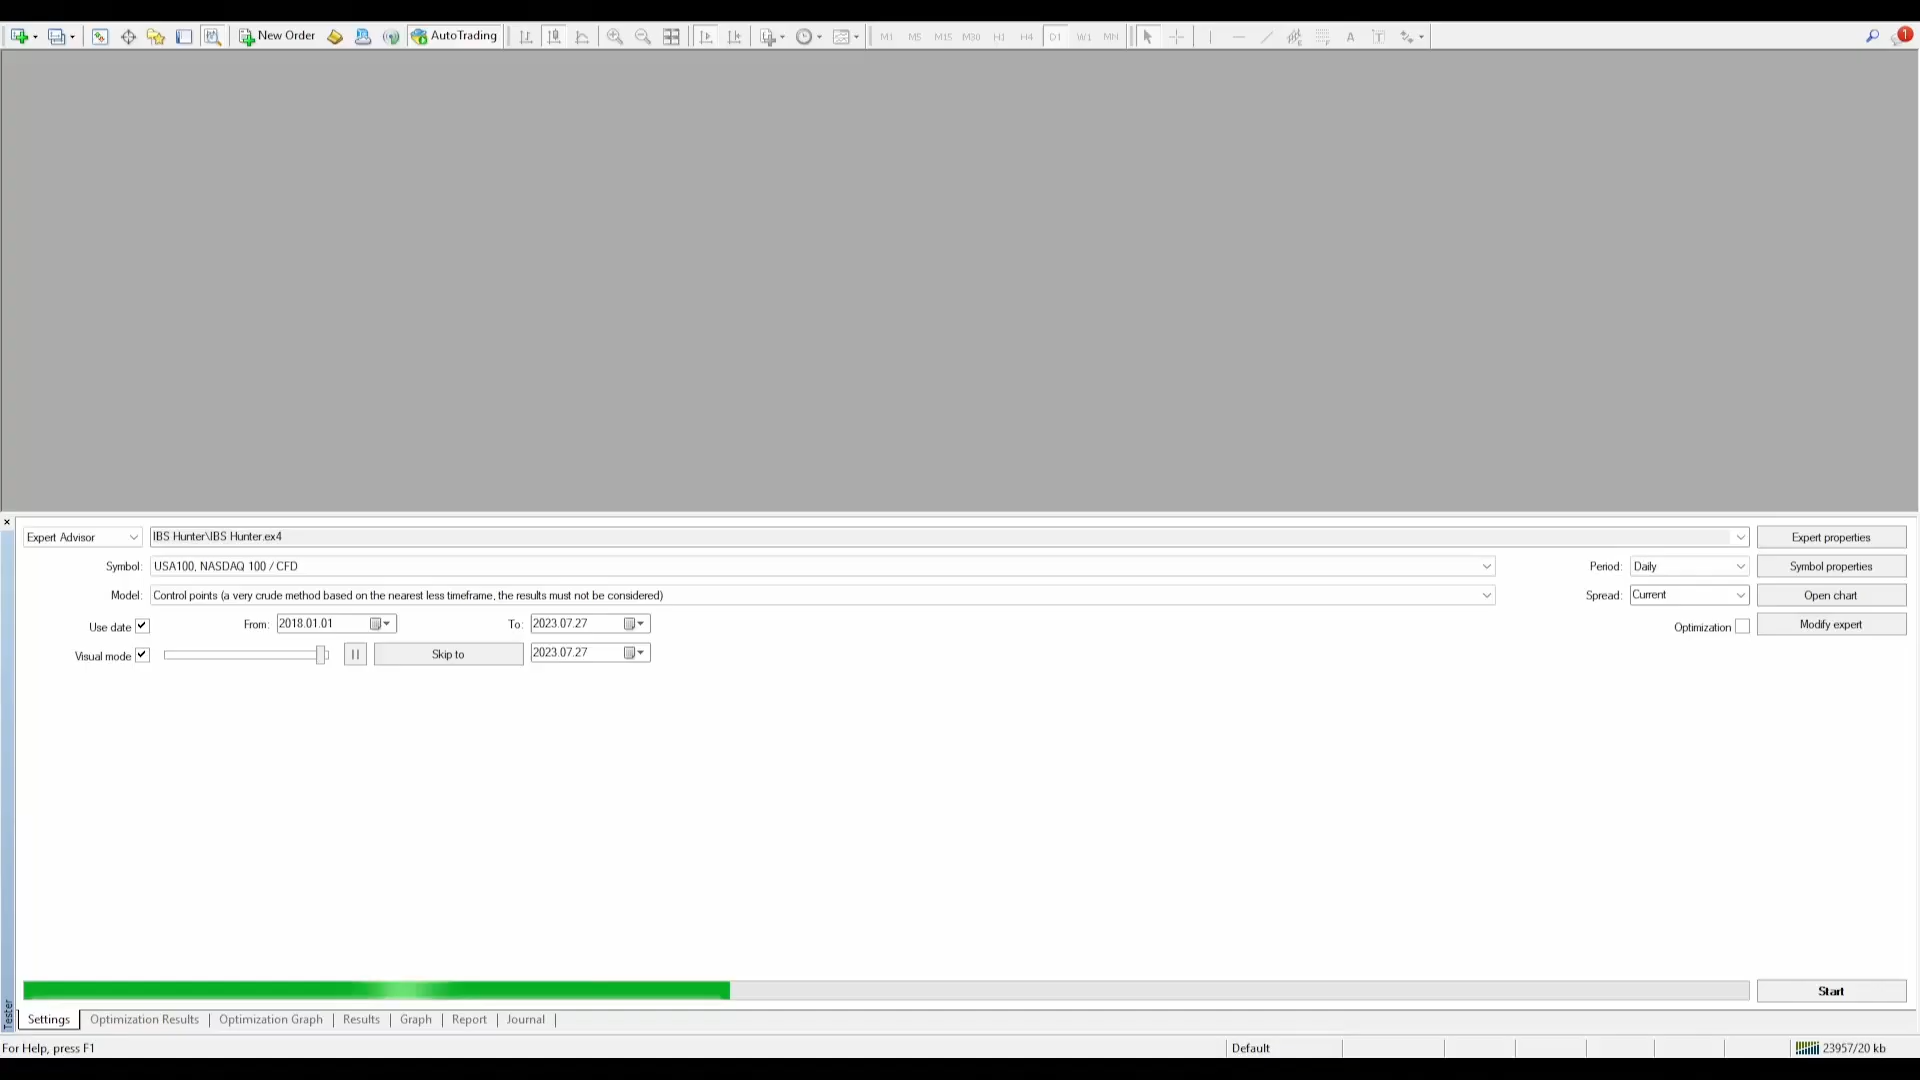 New Order AutoTrading M1 M5 M15 M30 H1 H4 D1 W1 MN A T 1
Expert Advisor IBS Hunter\IBS Hunter.ex4 Expert properties
Symbol: USA100, NASDAQ 100 / CFD Period: Daily Symbol properties
Model: Control points (a very crude method based on the nearest less timeframe, the results must not be considered) Spread: Current Open chart
Use date From: 2018.01.01 To: 2023.07.27 Optimization Modify expert
Visual mode Skip to 2023.07.27
Start
Tester
Settings Optimization Results Optimization Graph Results Graph Report Journal
For Help, press F1 Default 23957/20 kb